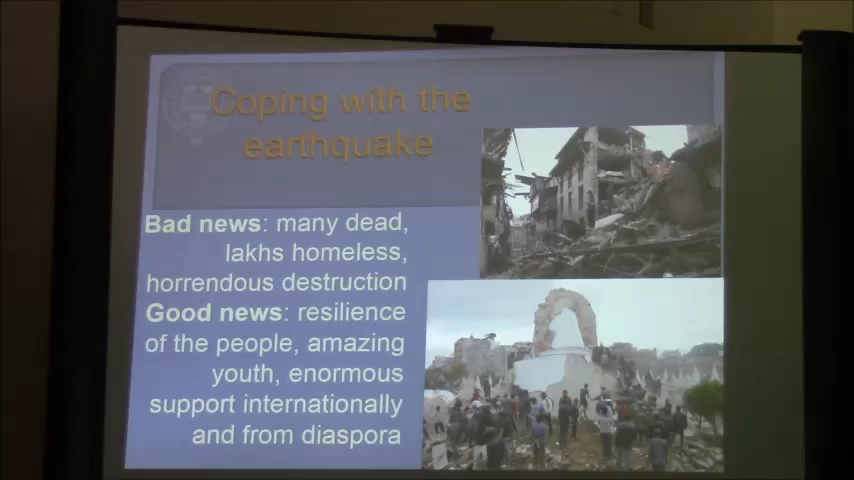 Coping with the
earthquake
Bad news: many dead,
lakhs homeless,
horrendous destruction
Good news: resilience
of the people, amazing
youth, enormous
support internationally
and from diaspora